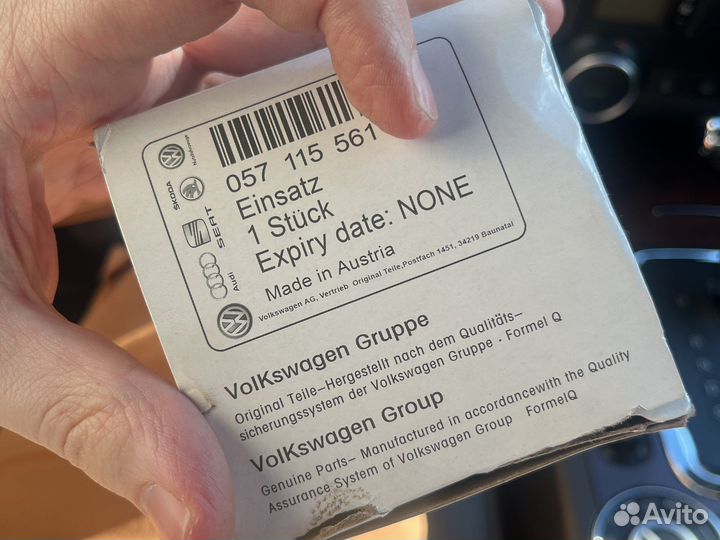 057 115 561
Einsatz
1 Stück
Expiry date: NONE
Made in Austria
Volkswagen AG, Vertrieb Original Teile,Postfach 1451, 34219 Baunatal
Nutzfahrzeuge
SKODA
SEAT
Audi
VolKswagen Gruppe
Original Teile-Hergestellt nach dem Qualitäts-
sicherungssystem der Volkswagen Gruppe · Formel Q
VolKswagen Group
Genuine Parts- Manufactured in accordancewith the Quality
Assurance System of Volkswagen Group FormelQ
Avito